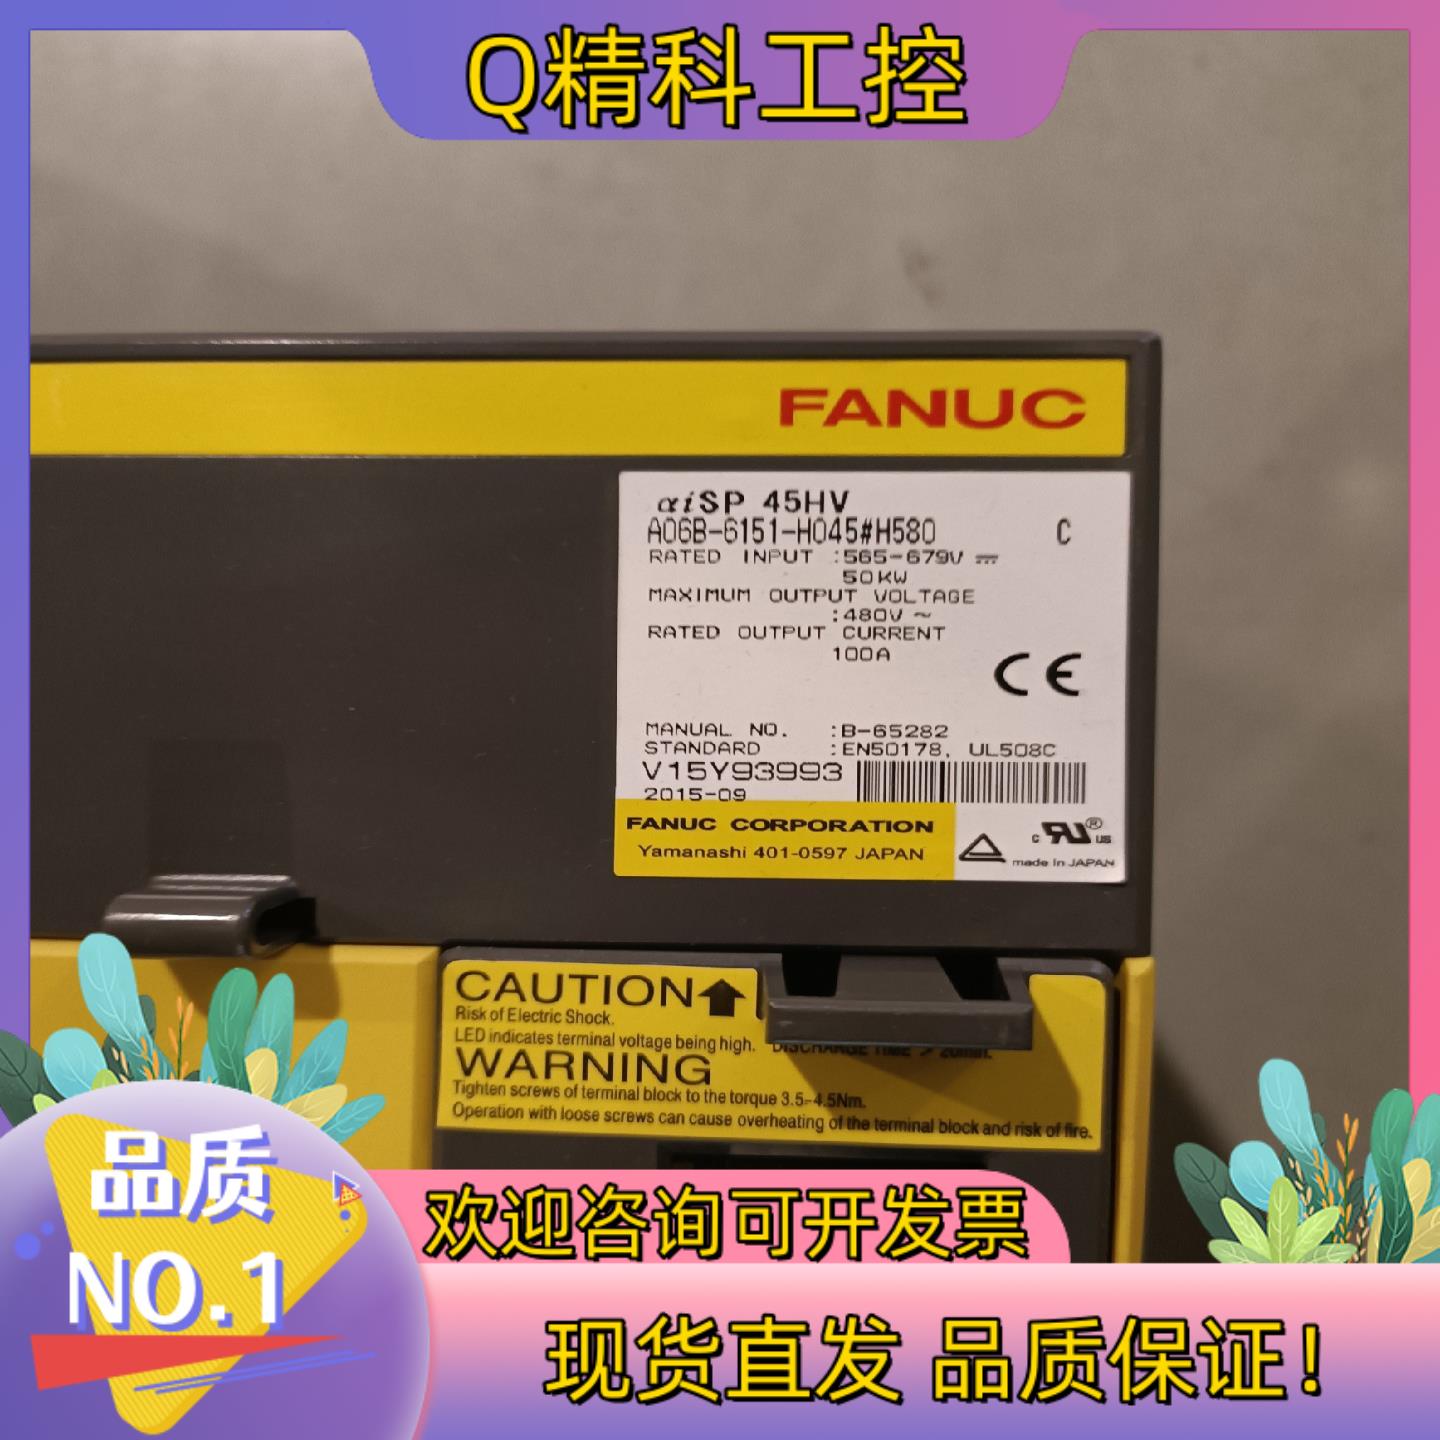 Q精科工控
FANUC
αiSP 45HV
A06B-6151-H045#H580 C
RATED INPUT :565-679V ⎓
50KW
MAXIMUM OUTPUT VOLTAGE
:480V ~
RATED OUTPUT CURRENT
100A
CE
MANUAL NO. :B-65282
STANDARD :EN50178, UL508C
V15Y93993
2015-09
FANUC CORPORATION
Yamanashi 401-0597 JAPAN
c RU® US
made in JAPAN
CAUTION
Risk of Electric Shock.
LED indicates terminal voltage being high. DISCHARGE TIME > 20min.
WARNING
Tighten screws of terminal block to the torque 3.5-4.5Nm.
Operation with loose screws can cause overheating of the terminal block and risk of fire.
品质
NO.1
欢迎咨询可开发票
现货直发 品质保证!